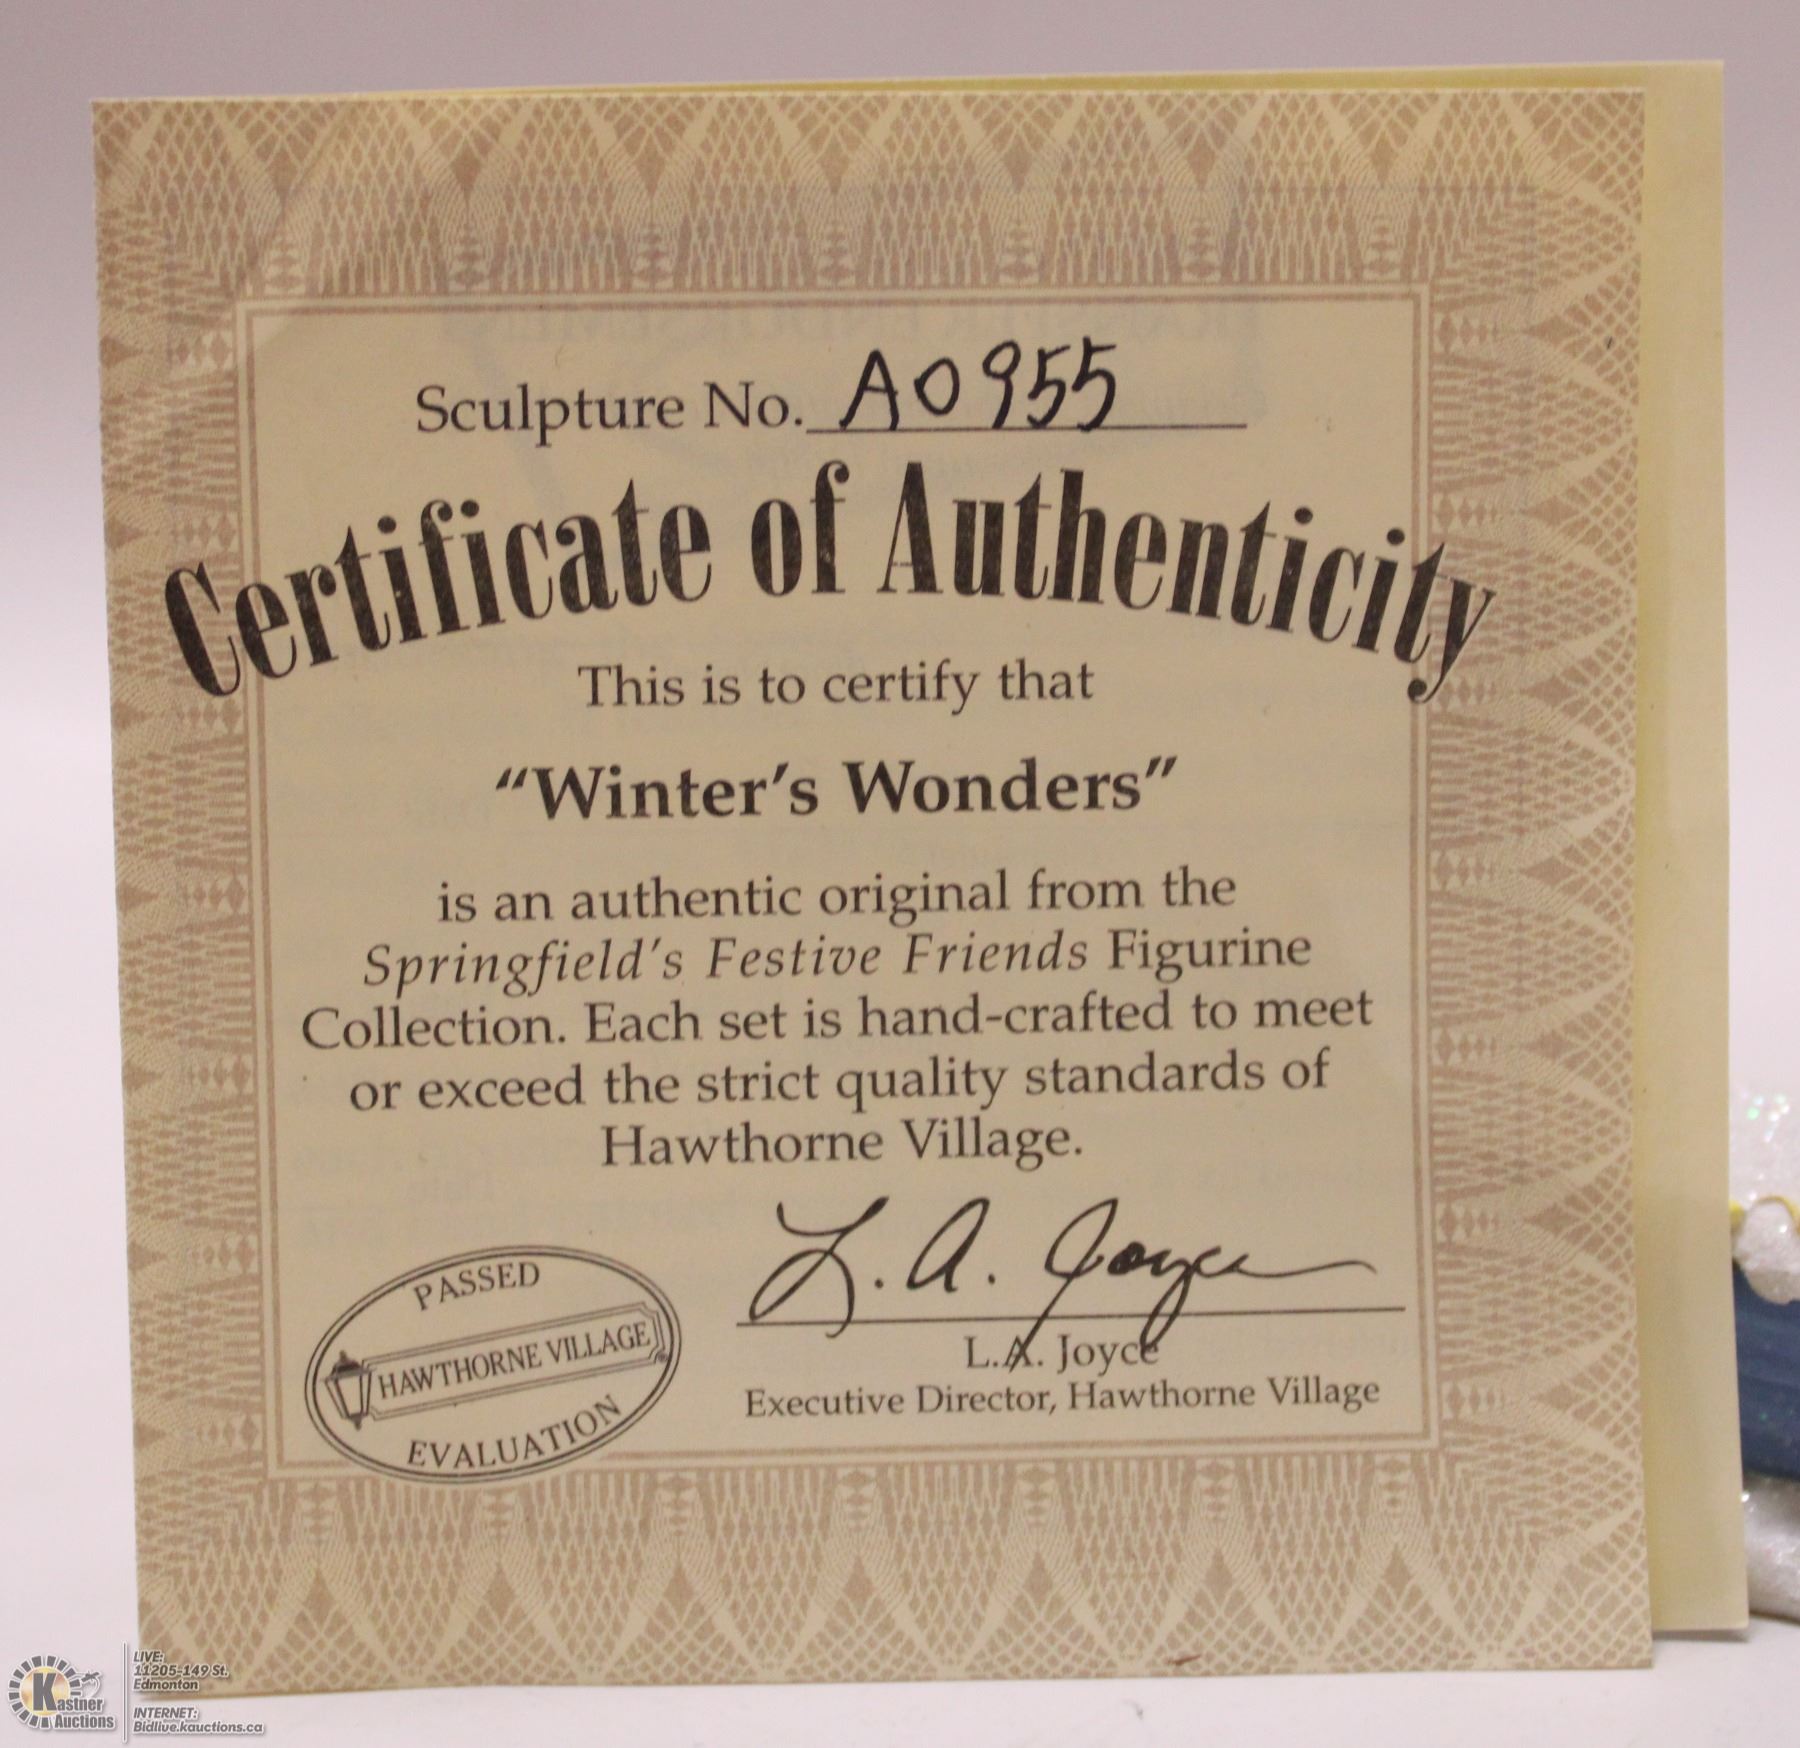 Sculpture No. A0955
Certificate of Authenticity
This is to certify that
"Winter's Wonders"
is an authentic original from the
Springfield's Festive Friends Figurine
Collection. Each set is hand-crafted to meet
or exceed the strict quality standards of
Hawthorne Village.
L. A. Joyce
L.A. Joyce
Executive Director, Hawthorne Village
PASSED
HAWTHORNE VILLAGE
EVALUATION
Kastner
Auctions
LIVE:
11205-149 St.
Edmonton
INTERNET:
Bidlive.kauctions.ca